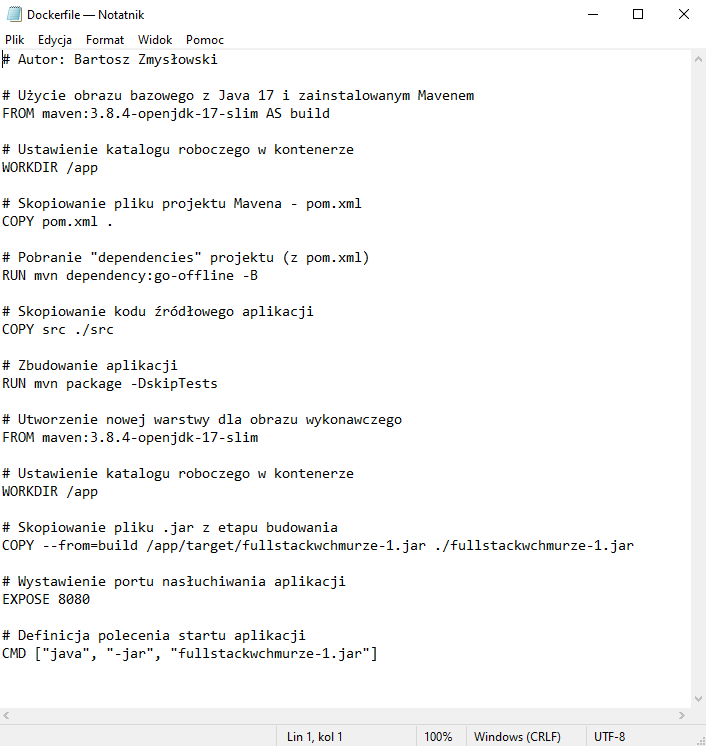 Dockerfile — Notatnik
Plik Edycja Format Widok Pomoc
# Autor: Bartosz Zmysłowski
# Użycie obrazu bazowego z Java 17 i zainstalowanym Mavenem
FROM maven:3.8.4-openjdk-17-slim AS build
# Ustawienie katalogu roboczego w kontenerze
WORKDIR /app
# Skopiowanie pliku projektu Mavena - pom.xml
COPY pom.xml .
# Pobranie "dependencies" projektu (z pom.xml)
RUN mvn dependency:go-offline -B
# Skopiowanie kodu źródłowego aplikacji
COPY src ./src
# Zbudowanie aplikacji
RUN mvn package -DskipTests
# Utworzenie nowej warstwy dla obrazu wykonawczego
FROM maven:3.8.4-openjdk-17-slim
# Ustawienie katalogu roboczego w kontenerze
WORKDIR /app
# Skopiowanie pliku .jar z etapu budowania
COPY --from=build /app/target/fullstackwchmurze-1.jar ./fullstackwchmurze-1.jar
# Wystawienie portu nasłuchiwania aplikacji
EXPOSE 8080
# Definicja polecenia startu aplikacji
CMD ["java", "-jar", "fullstackwchmurze-1.jar"]
Lin 1, kol 1 100% Windows (CRLF) UTF-8